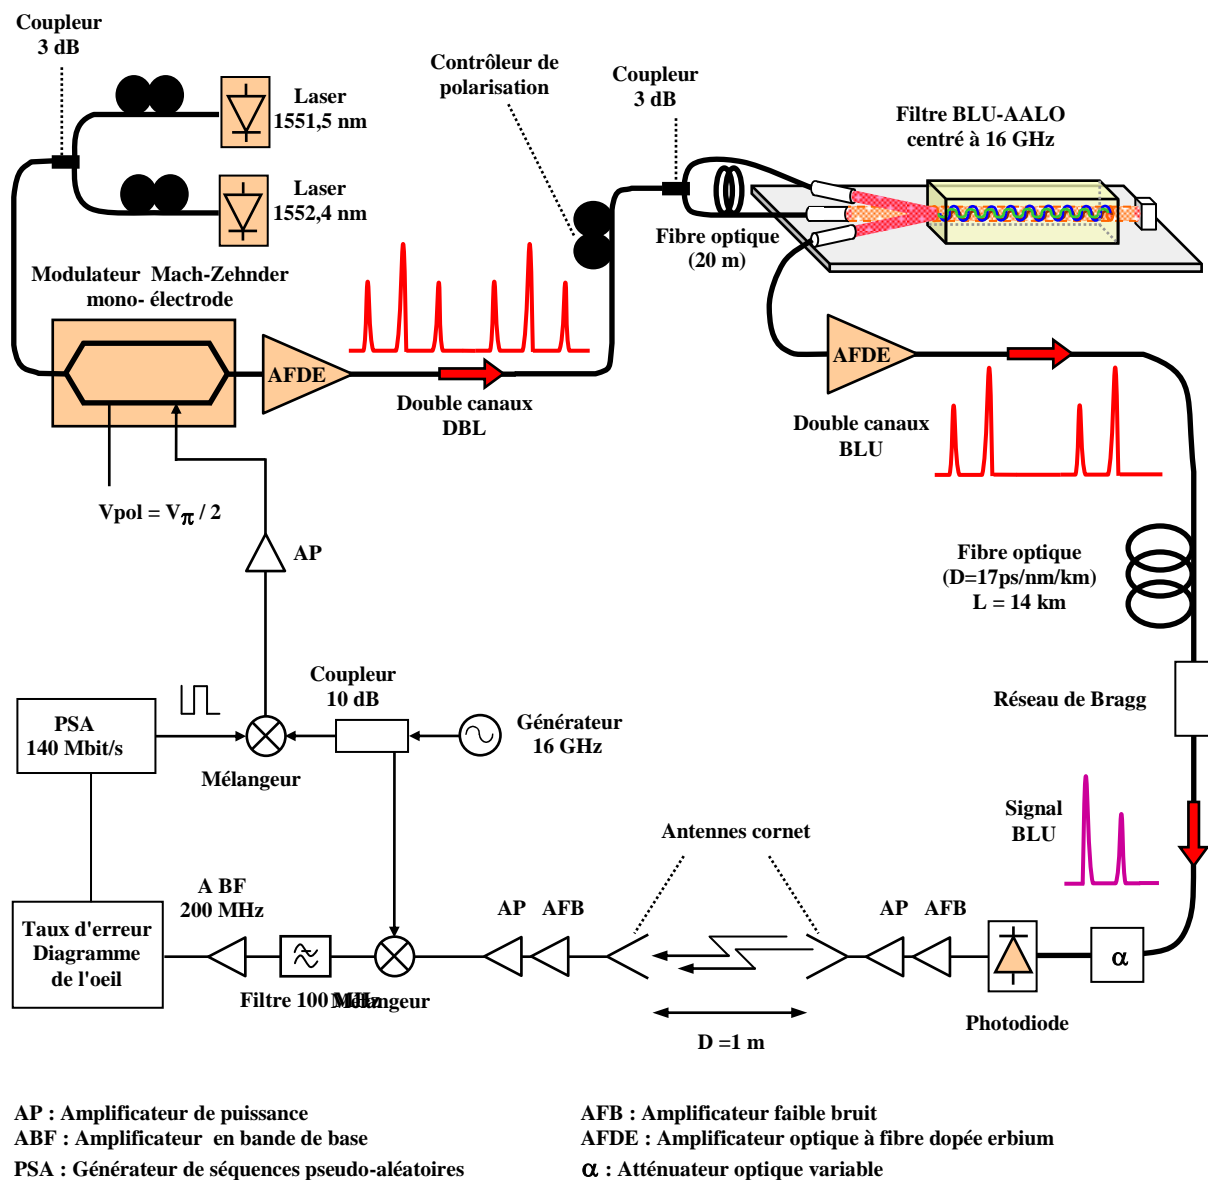 Coupleur
3 dB
Laser
1551,5 nm
Laser
1552,4 nm
Contrôleur de
polarisation
Coupleur
3 dB
Filtre BLU-AALO
centré à 16 GHz
Fibre optique
(20 m)
Modulateur Mach-Zehnder
mono- électrode
AFDE
Double canaux
DBL
AFDE
Double canaux
BLU
Vpol = Vπ / 2
AP
Fibre optique
(D=17ps/nm/km)
L = 14 km
Réseau de Bragg
Coupleur
10 dB
PSA
140 Mbit/s
Générateur
16 GHz
Mélangeur
Signal
BLU
Antennes cornet
A BF
200 MHz
AP
AFB
AP
AFB
Taux d'erreur
Diagramme
de l'oeil
α
Filtre 100 MHz
Mélangeur
Photodiode
D =1 m
AP : Amplificateur de puissance
AFB : Amplificateur faible bruit
ABF : Amplificateur en bande de base
AFDE : Amplificateur optique à fibre dopée erbium
PSA : Générateur de séquences pseudo-aléatoires
α : Atténuateur optique variable